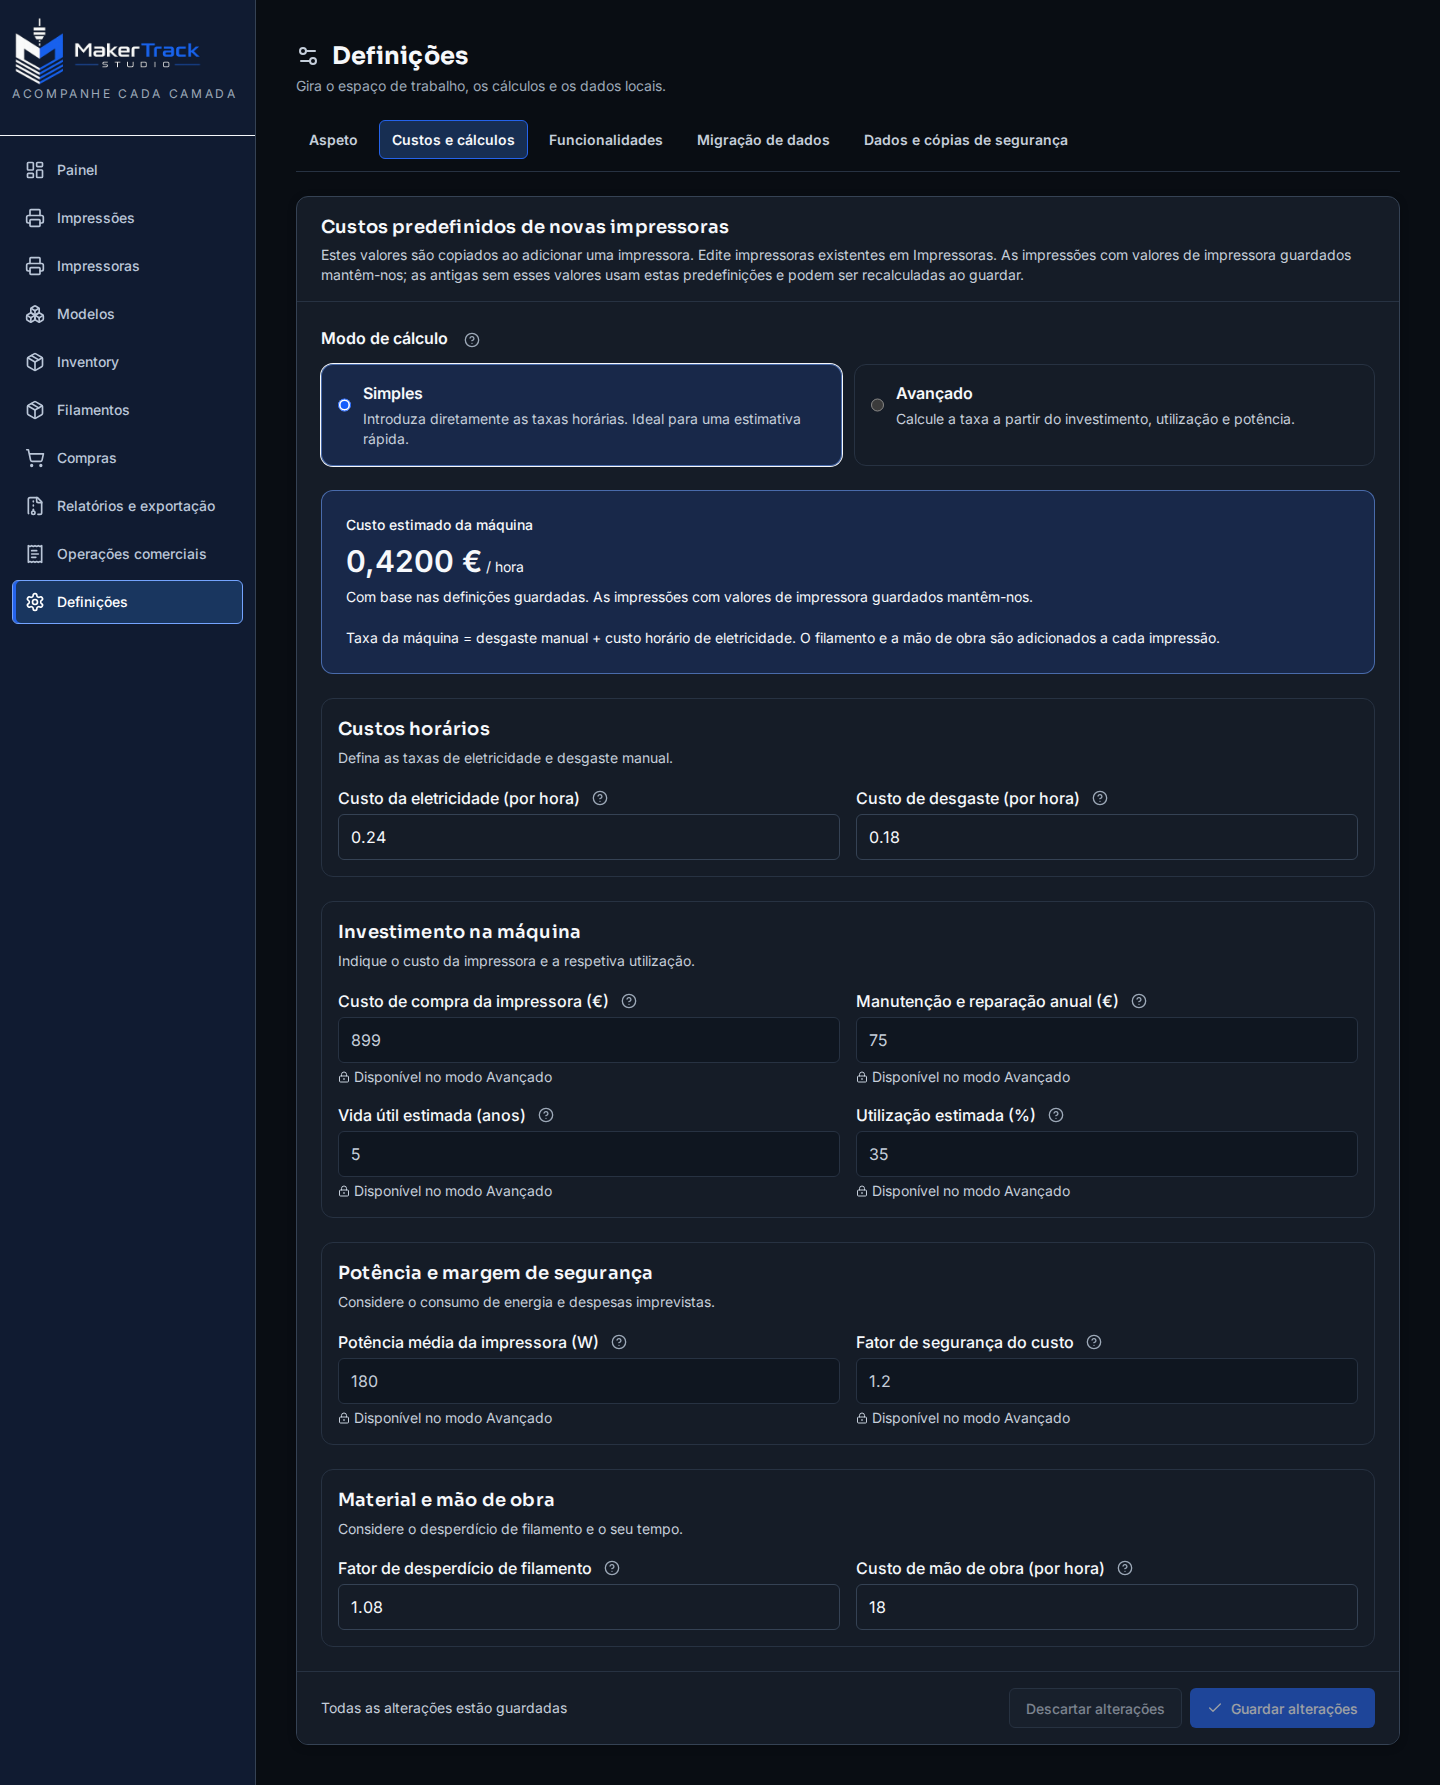 MakerTrack
STUDIO
ACOMPANHE CADA CAMADA
Painel
Impressões
Impressoras
Modelos
Inventory
Filamentos
Compras
Relatórios e exportação
Operações comerciais
Definições
Definições
Gira o espaço de trabalho, os cálculos e os dados locais.
Aspeto
Custos e cálculos
Funcionalidades
Migração de dados
Dados e cópias de segurança
Custos predefinidos de novas impressoras
Estes valores são copiados ao adicionar uma impressora. Edite impressoras existentes em Impressoras. As impressões com valores de impressora guardados
mantêm-nos; as antigas sem esses valores usam estas predefinições e podem ser recalculadas ao guardar.
Modo de cálculo
Simples
Introduza diretamente as taxas horárias. Ideal para uma estimativa
rápida.
Avançado
Calcule a taxa a partir do investimento, utilização e potência.
Custo estimado da máquina
0,4200 € / hora
Com base nas definições guardadas. As impressões com valores de impressora guardados mantêm-nos.
Taxa da máquina = desgaste manual + custo horário de eletricidade. O filamento e a mão de obra são adicionados a cada impressão.
Custos horários
Defina as taxas de eletricidade e desgaste manual.
Custo da eletricidade (por hora)
0.24
Custo de desgaste (por hora)
0.18
Investimento na máquina
Indique o custo da impressora e a respetiva utilização.
Custo de compra da impressora (€)
899
Disponível no modo Avançado
Manutenção e reparação anual (€)
75
Disponível no modo Avançado
Vida útil estimada (anos)
5
Disponível no modo Avançado
Utilização estimada (%)
35
Disponível no modo Avançado
Potência e margem de segurança
Considere o consumo de energia e despesas imprevistas.
Potência média da impressora (W)
180
Disponível no modo Avançado
Fator de segurança do custo
1.2
Disponível no modo Avançado
Material e mão de obra
Considere o desperdício de filamento e o seu tempo.
Fator de desperdício de filamento
1.08
Custo de mão de obra (por hora)
18
Todas as alterações estão guardadas
Descartar alterações
Guardar alterações